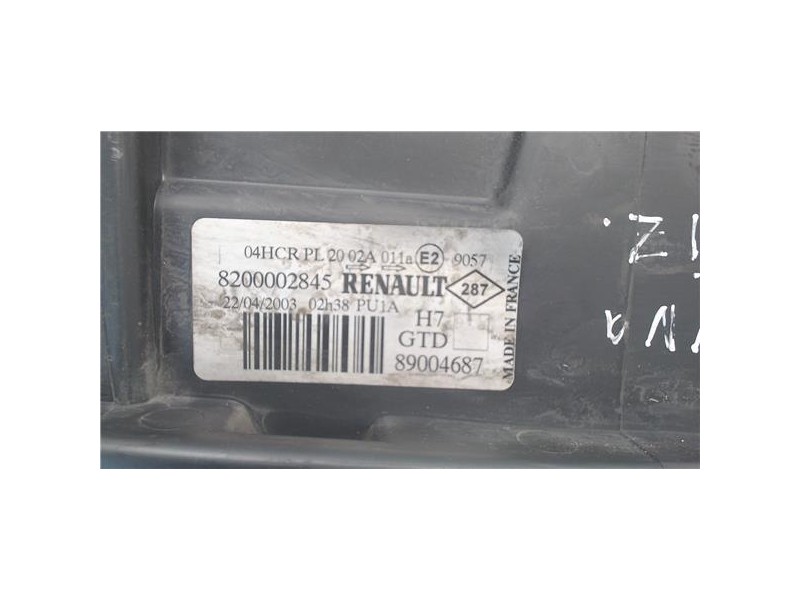 04HCR PL 20 02A 011a E2 9057
8200002845 RENAULT 287
22/04/2003 02h38 PU1A
H7
GTD
89004687
MADE IN FRANCE